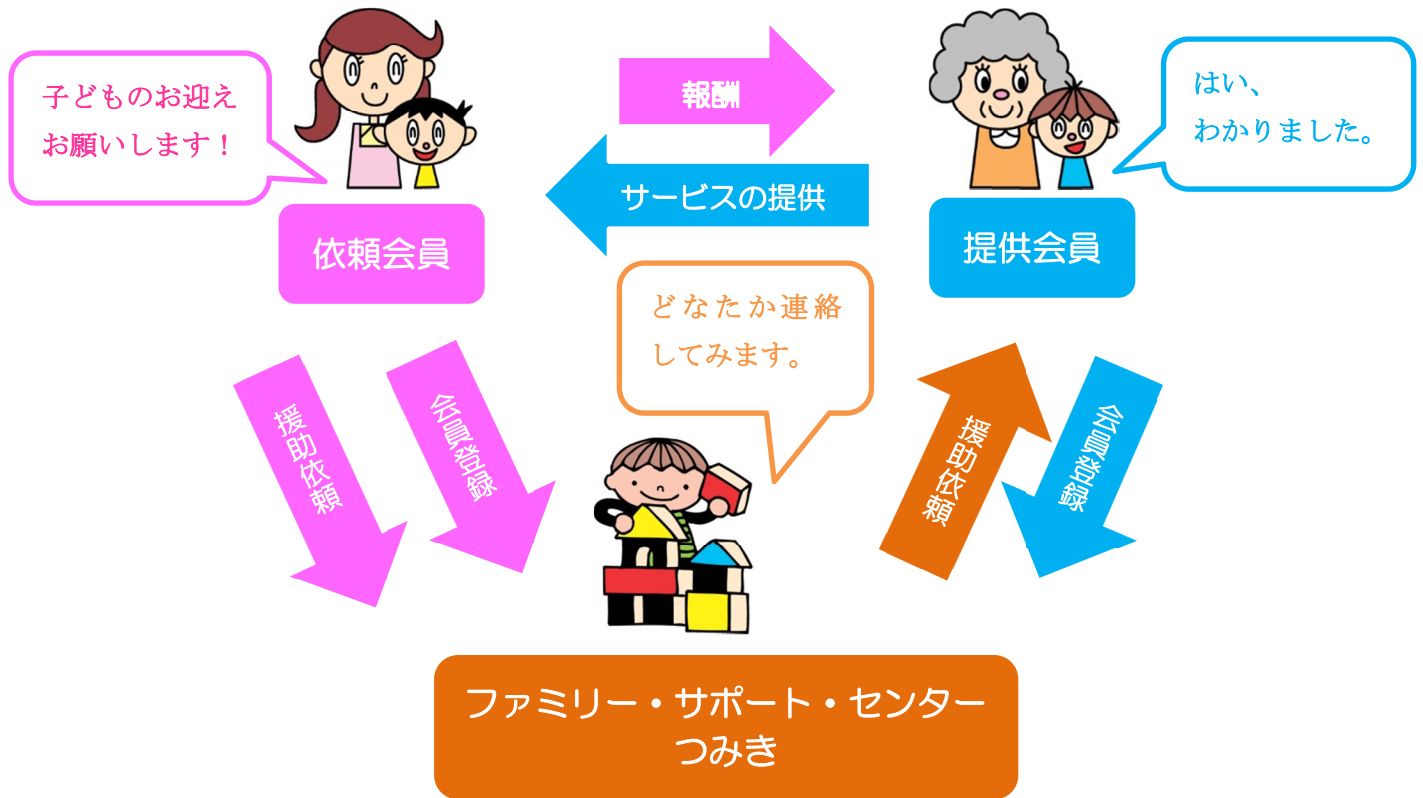 子どものお迎え
お願いします！
報酬
はい、
わかりました。
サービスの提供
依頼会員
提供会員
どなたか連絡
してみます。
援助依頼
会員登録
援助依頼
会員登録
ファミリー・サポート・センター
つみき